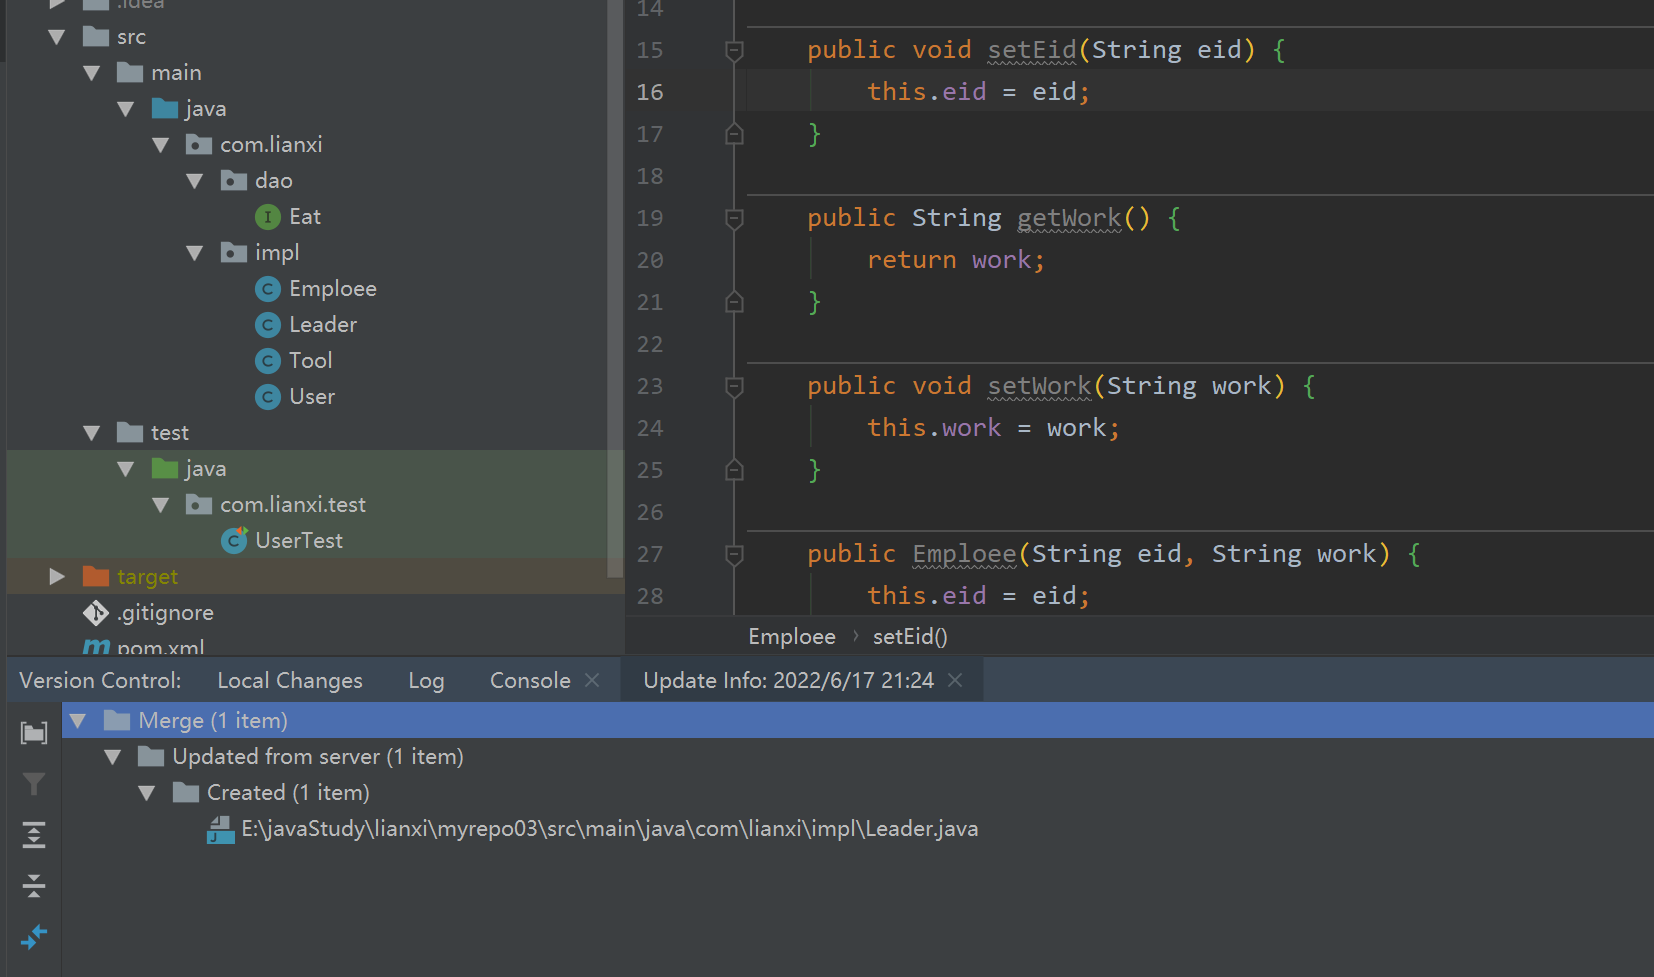 .idea
src
main
java
com.lianxi
dao
Eat
impl
Emploee
Leader
Tool
User
test
java
com.lianxi.test
UserTest
target
.gitignore
pom.xml
14
15 public void setEid(String eid) {
16 this.eid = eid;
17 }
18
19 public String getWork() {
20 return work;
21 }
22
23 public void setWork(String work) {
24 this.work = work;
25 }
26
27 public Emploee(String eid, String work) {
28 this.eid = eid;
Emploee › setEid()
Version Control: Local Changes Log Console Update Info: 2022/6/17 21:24
Merge (1 item)
Updated from server (1 item)
Created (1 item)
E:\javaStudy\lianxi\myrepo03\src\main\java\com\lianxi\impl\Leader.java